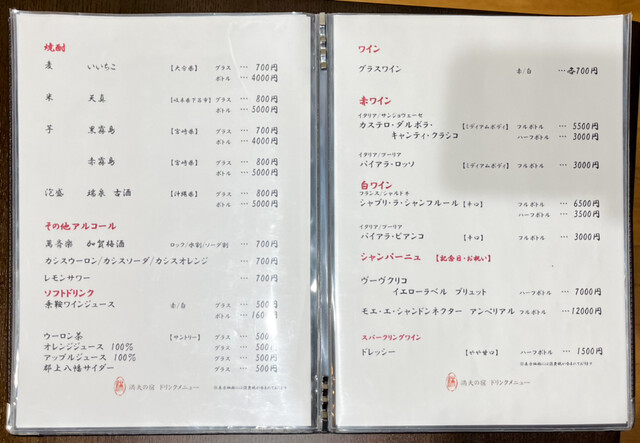 焼酎
麦 いいちこ 【大分県】 グラス … 700円
ボトル … 4000円
米 天真 【岐阜県下呂市】 グラス … 800円
ボトル … 5000円
芋 黒霧島 【宮崎県】 グラス … 700円
ボトル … 4000円
赤霧島 【宮崎県】 グラス … 800円
ボトル … 5000円
泡盛 瑞泉 古酒 【沖縄県】 グラス … 800円
ボトル … 5000円
その他アルコール
萬音楽 加賀梅酒 ロック/水割/ソーダ割 … 700円
カシスウーロン/カシスソーダ/カシスオレンジ … 700円
レモンサワー … 700円
ソフトドリンク
乗鞍ワインジュース 赤/白 グラス … 500円
ボトル … 160
ウーロン茶 【サントリー】 グラス … 500
オレンジジュース 100% グラス … 500
アップルジュース 100% グラス … 500円
郡上八幡サイダー グラス … 500円
湯夫の宿 ドリンクメニュー
ワイン
グラスワイン 赤/白 …各700円
赤ワイン
イタリア/サンジョヴェーゼ
カステロ・ダルボラ・ 【ミディアムボディ】 フルボトル … 5500円
キャンティ・クラシコ ハーフボトル … 3000円
イタリア/プーリア
パイアラ・ロッソ 【ミディアムボディ】 フルボトル … 3000円
白ワイン
フランス/シャルドネ
シャブリ・ラ・シャンフルール 【辛口】 フルボトル … 6500円
ハーフボトル … 3500円
イタリア/プーリア
パイアラ・ビアンコ 【辛口】 フルボトル … 3000円
シャンパーニュ 【記念日・お祝い】
ヴーヴクリコ
イエローラベル ブリュット ハーフボトル … 7000円
モエ・エ・シャンドンネクター アンペリアル フルボトル … 12000円
スパークリングワイン
ドレッシー 【やや甘口】 ハーフボトル … 1500円
湯夫の宿 ドリンクメニュー